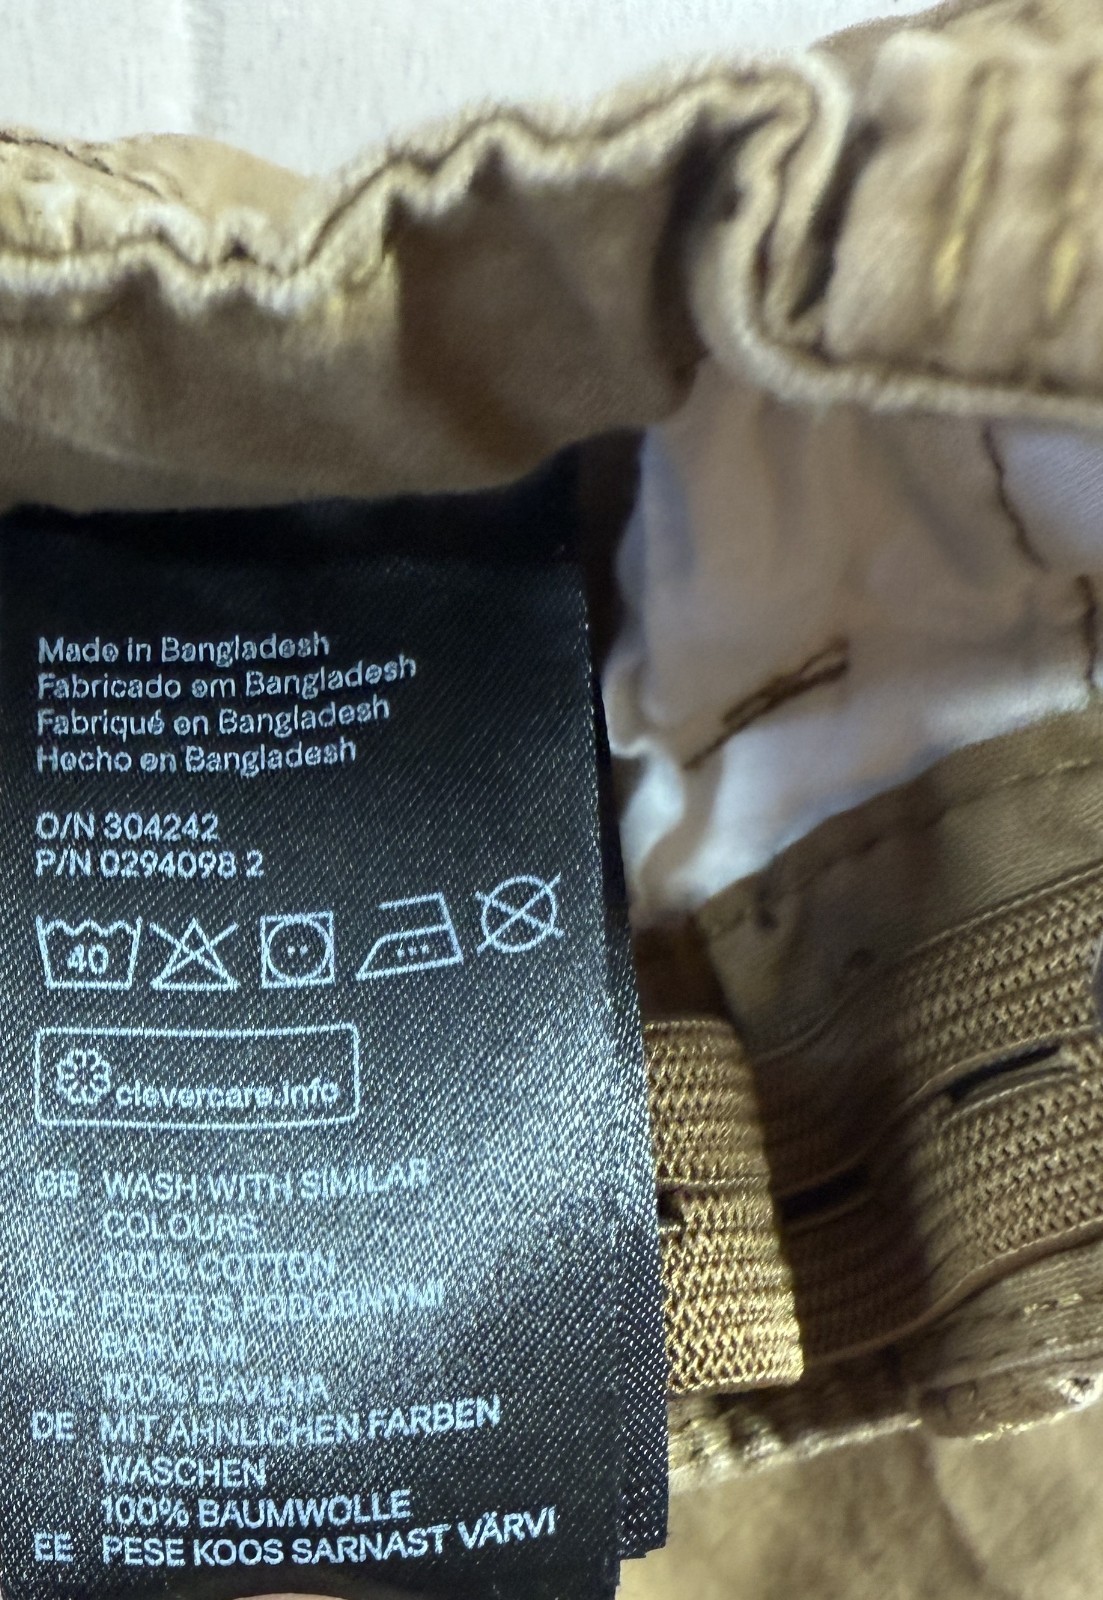 Made in Bangladesh
Fabricado em Bangladesh
Fabriqué en Bangladesh
Hecho en Bangladesh
O/N 304242
P/N 0294098 2
40
clevercare.info
GB WASH WITH SIMILAR
COLOURS
100% COTTON
CZ PERTE S PODOBNÝMI
BARVAMI
100% BAVLNA
DE MIT ÄHNLICHEN FARBEN
WASCHEN
100% BAUMWOLLE
EE PESE KOOS SARNAST VÄRVI